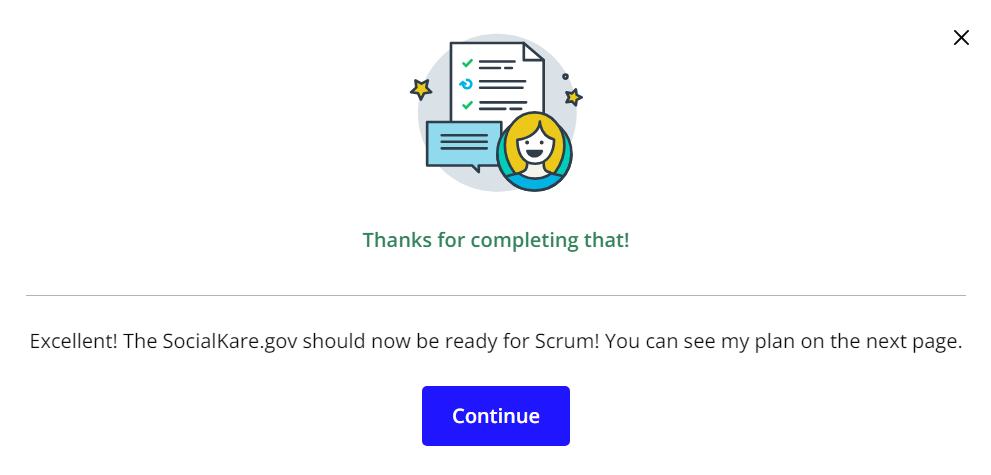 Thanks for completing that!
Excellent! The SocialKare.gov should now be ready for Scrum! You can see my plan on the next page.
Continue